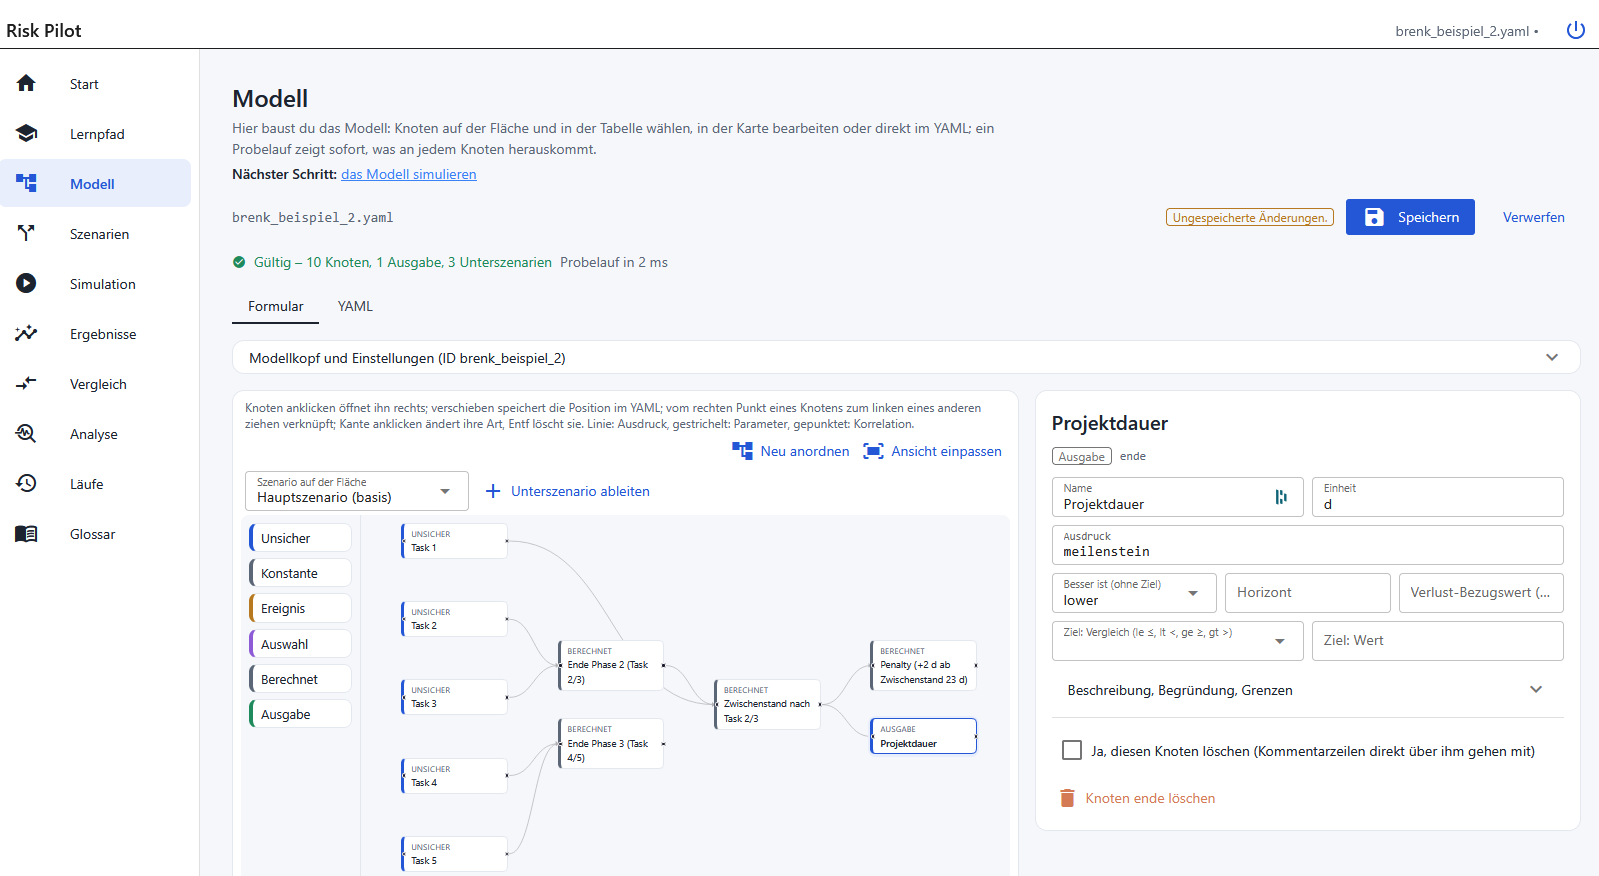 Risk Pilot
brenk_beispiel_2.yaml •
Start
Lernpfad
Modell
Szenarien
Simulation
Ergebnisse
Vergleich
Analyse
Läufe
Glossar
Modell
Hier baust du das Modell: Knoten auf der Fläche und in der Tabelle wählen, in der Karte bearbeiten oder direkt im YAML; ein
Probelauf zeigt sofort, was an jedem Knoten herauskommt.
Nächster Schritt: das Modell simulieren
brenk_beispiel_2.yaml
Ungespeicherte Änderungen.
Speichern
Verwerfen
Gültig – 10 Knoten, 1 Ausgabe, 3 Unterszenarien Probelauf in 2 ms
Formular
YAML
Modellkopf und Einstellungen (ID brenk_beispiel_2)
Knoten anklicken öffnet ihn rechts; verschieben speichert die Position im YAML; vom rechten Punkt eines Knotens zum linken eines anderen
ziehen verknüpft; Kante anklicken ändert ihre Art, Entf löscht sie. Linie: Ausdruck, gestrichelt: Parameter, gepunktet: Korrelation.
Neu anordnen
Ansicht einpassen
Szenario auf der Fläche
Hauptszenario (basis)
Unterszenario ableiten
Unsicher
Konstante
Ereignis
Auswahl
Berechnet
Ausgabe
UNSICHER
Task 1
UNSICHER
Task 2
UNSICHER
Task 3
UNSICHER
Task 4
UNSICHER
Task 5
BERECHNET
Ende Phase 2 (Task
2/3)
BERECHNET
Ende Phase 3 (Task
4/5)
BERECHNET
Zwischenstand nach
Task 2/3
BERECHNET
Penalty (+2 d ab
Zwischenstand 23 d)
AUSGABE
Projektdauer
Projektdauer
Ausgabe ende
Name
Projektdauer
Einheit
d
Ausdruck
meilenstein
Besser ist (ohne Ziel)
lower
Horizont
Verlust-Bezugswert (...
Ziel: Vergleich (le ≤, lt <, ge ≥, gt >)
Ziel: Wert
Beschreibung, Begründung, Grenzen
Ja, diesen Knoten löschen (Kommentarzeilen direkt über ihm gehen mit)
Knoten ende löschen